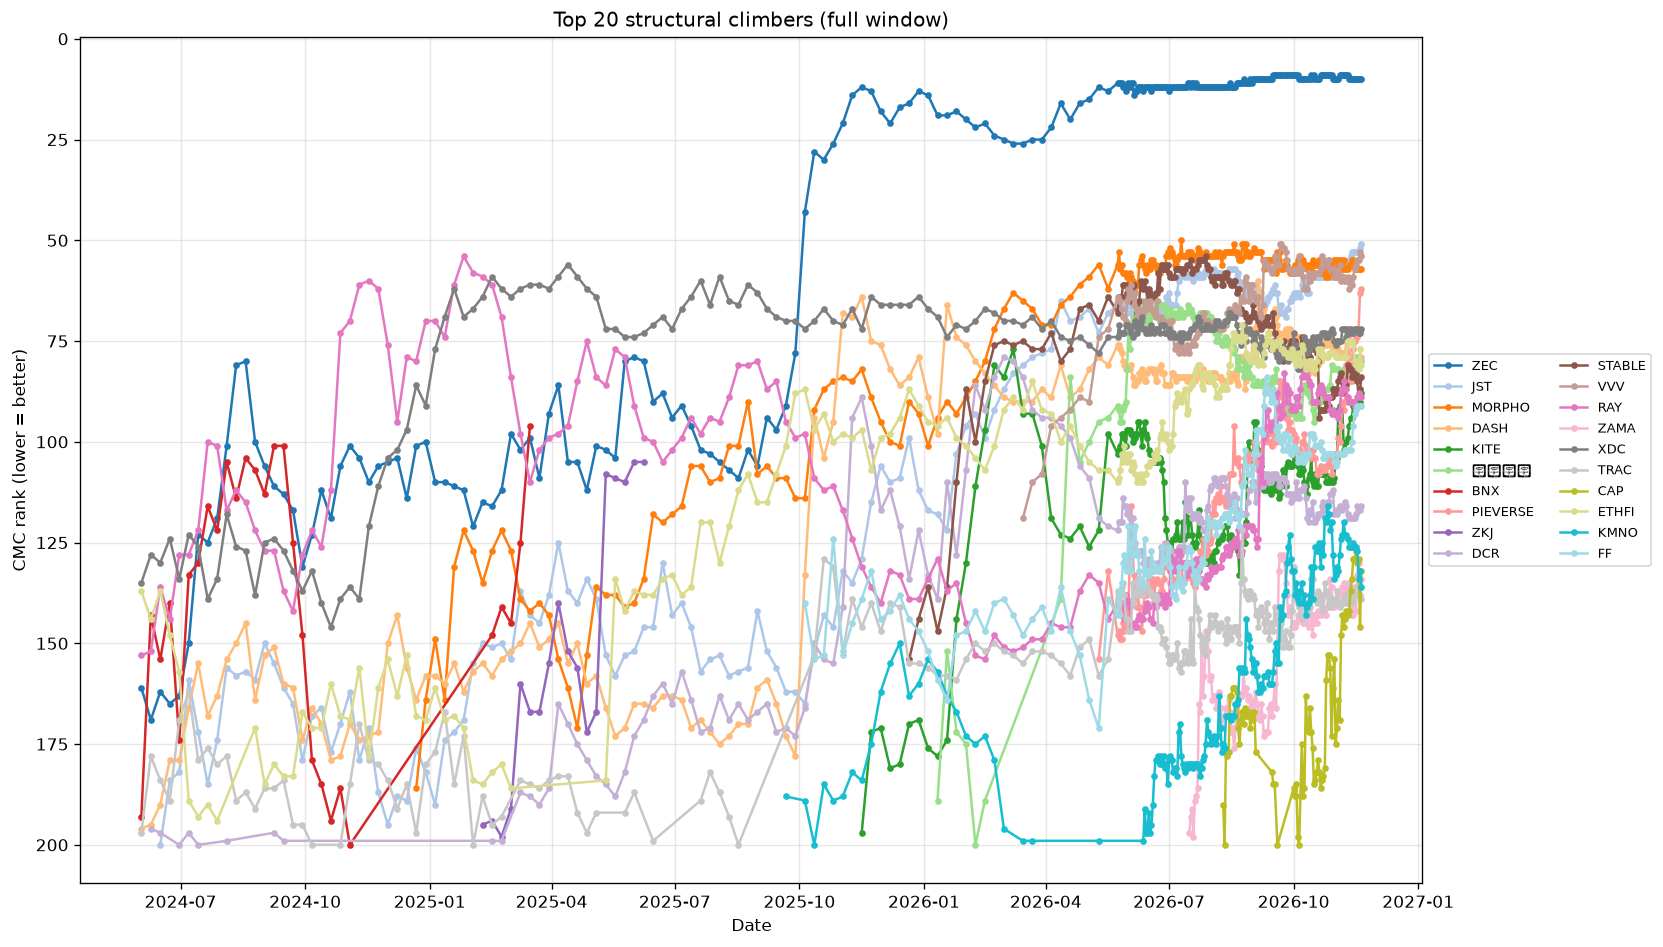 Top 20 structural climbers (full window)
CMC rank (lower = better)
0
25
50
75
100
125
150
175
200
2024-07
2024-10
2025-01
2025-04
2025-07
2025-10
2026-01
2026-04
2026-07
2026-10
2027-01
Date
ZEC
JST
MORPHO
DASH
KITE
BNX
PIEVERSE
ZKJ
DCR
STABLE
VVV
RAY
ZAMA
XDC
TRAC
CAP
ETHFI
KMNO
FF